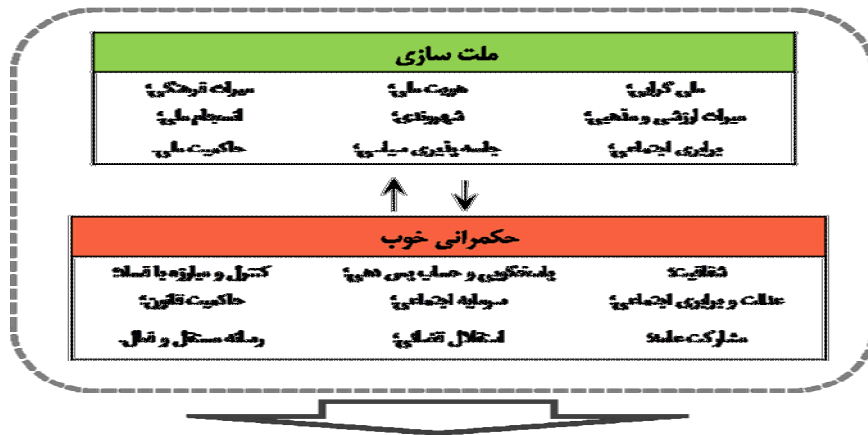 ملت سازی
ملی گرایی؛ هویت ملی؛ میراث فرهنگی؛
میراث ارزشی و مذهبی؛ شهروندی؛ انسجام ملی؛
برابری اجتماعی؛ جامعه پذیری سیاسی؛ حاکمیت ملی.
حکمرانی خوب
شفافیت؛ پاسخگویی و حساب پس دهی؛ کنترل و مبارزه با فساد؛
عدالت و برابری اجتماعی؛ سرمایه اجتماعی؛ حاکمیت قانون؛
مشارکت عامه؛ استقلال قضائی؛ رسانه مستقل و فعال.